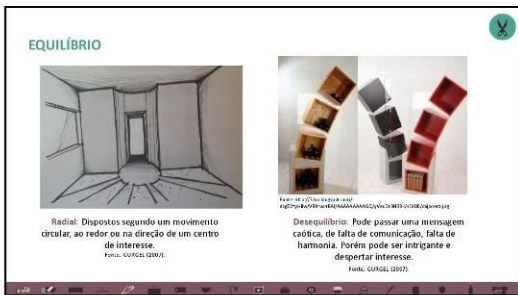 EQUILÍBRIO
Radial: Dispostos segundo um movimento
circular, ao redor ou na direção de um centro
de interesse.
Fonte: GURGEL (2007).
Desequilíbrio: Pode passar uma mensagem
caótica, de falta de comunicação, falta de
harmonia. Porém pode ser intrigante e
despertar interesse.
Fonte: GURGEL (2007).